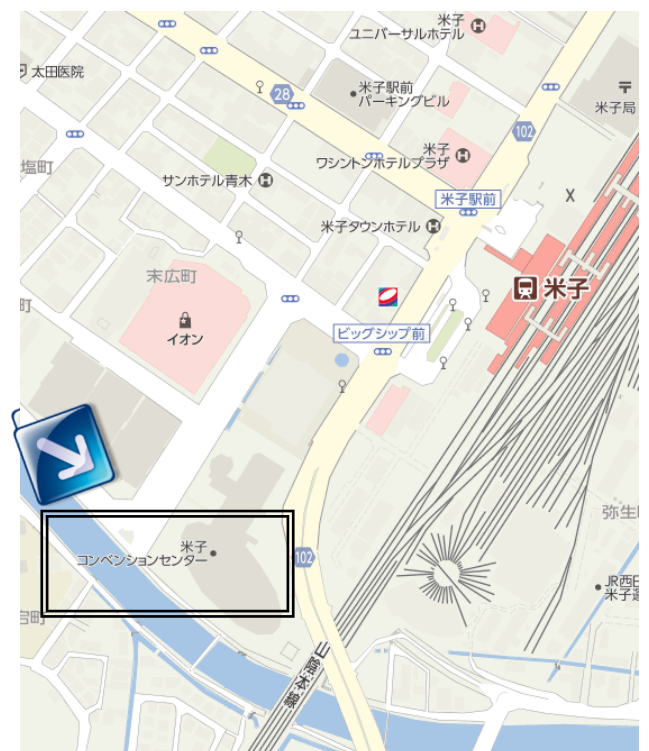 米子
ユニバーサルホテル
太田医院
28
米子駅前
パーキングビル
〒
米子局
102
米子
ワシントンホテルプラザ
塩町
サンホテル青木
米子駅前
米子タウンホテル
末広町
米子
町
イオン
ビッグシップ前
弥生
米子
コンベンションセンター
102
JR西日
米子
町
山陰本線